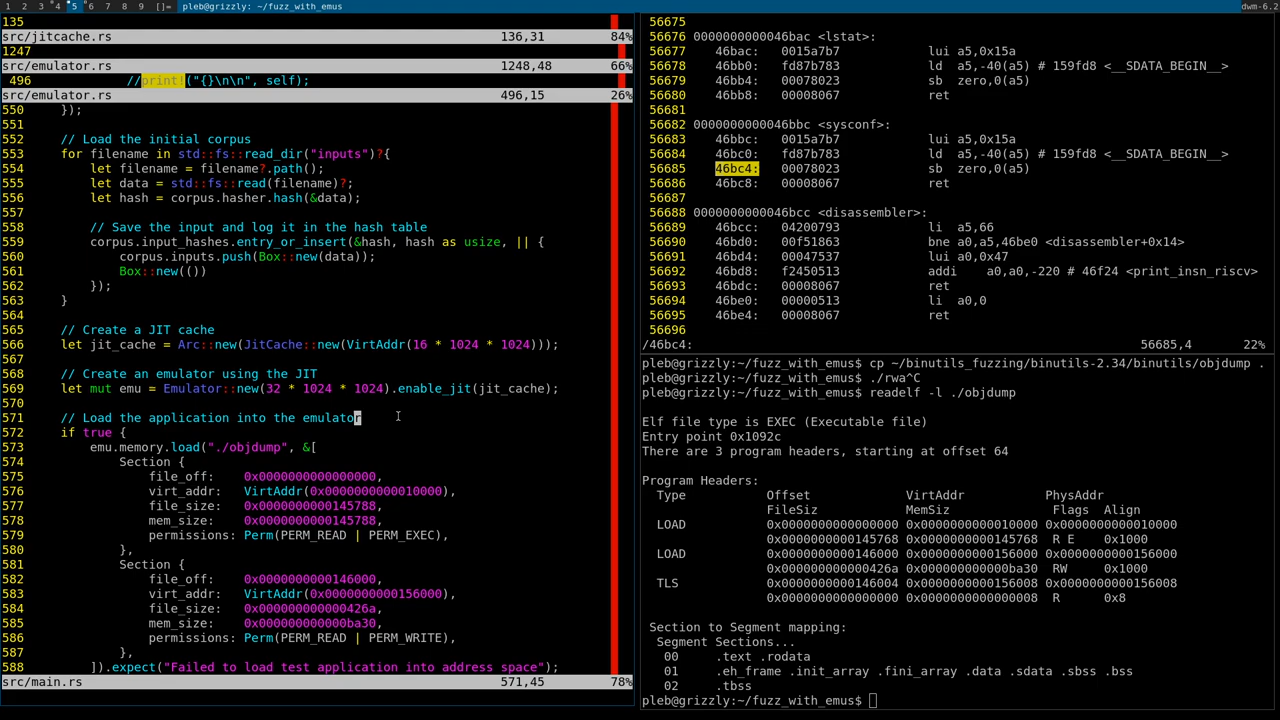 1 2 3 4 5 6 7 8 9 []= pleb@grizzly: ~/fuzz_with_emus dwm-6.2
135
src/jitcache.rs 136,31 84%
1247
src/emulator.rs 1248,48 66%
496 //print!("{}\n\n", self);
src/emulator.rs 496,15 26%
550 });
551
552 // Load the initial corpus
553 for filename in std::fs::read_dir("inputs")?{
554 let filename = filename?.path();
555 let data = std::fs::read(filename)?;
556 let hash = corpus.hasher.hash(&data);
557
558 // Save the input and log it in the hash table
559 corpus.input_hashes.entry_or_insert(&hash, hash as usize, || {
560 corpus.inputs.push(Box::new(data));
561 Box::new(())
562 });
563 }
564
565 // Create a JIT cache
566 let jit_cache = Arc::new(JitCache::new(VirtAddr(16 * 1024 * 1024)));
567
568 // Create an emulator using the JIT
569 let mut emu = Emulator::new(32 * 1024 * 1024).enable_jit(jit_cache);
570
571 // Load the application into the emulator
572 if true {
573 emu.memory.load("./objdump", &[
574 Section {
575 file_off: 0x0000000000000000,
576 virt_addr: VirtAddr(0x0000000000010000),
577 file_size: 0x0000000000145788,
578 mem_size: 0x0000000000145788,
579 permissions: Perm(PERM_READ | PERM_EXEC),
580 },
581 Section {
582 file_off: 0x0000000000146000,
583 virt_addr: VirtAddr(0x0000000000156000),
584 file_size: 0x000000000000426a,
585 mem_size: 0x000000000000ba30,
586 permissions: Perm(PERM_READ | PERM_WRITE),
587 },
588 ]).expect("Failed to load test application into address space");
src/main.rs 571,45 78%
56675
56676 0000000000046bac <lstat>:
56677 46bac: 0015a7b7 lui a5,0x15a
56678 46bb0: fd87b783 ld a5,-40(a5) # 159fd8 <__SDATA_BEGIN__>
56679 46bb4: 00078023 sb zero,0(a5)
56680 46bb8: 00008067 ret
56681
56682 0000000000046bbc <sysconf>:
56683 46bbc: 0015a7b7 lui a5,0x15a
56684 46bc0: fd87b783 ld a5,-40(a5) # 159fd8 <__SDATA_BEGIN__>
56685 46bc4: 00078023 sb zero,0(a5)
56686 46bc8: 00008067 ret
56687
56688 0000000000046bcc <disassembler>:
56689 46bcc: 04200793 li a5,66
56690 46bd0: 00f51863 bne a0,a5,46be0 <disassembler+0x14>
56691 46bd4: 00047537 lui a0,0x47
56692 46bd8: f2450513 addi a0,a0,-220 # 46f24 <print_insn_riscv>
56693 46bdc: 00008067 ret
56694 46be0: 00000513 li a0,0
56695 46be4: 00008067 ret
56696
/46bc4: 56685,4 22%
pleb@grizzly:~/fuzz_with_emus$ cp ~/binutils_fuzzing/binutils-2.34/binutils/objdump .
pleb@grizzly:~/fuzz_with_emus$ ./rwa^C
pleb@grizzly:~/fuzz_with_emus$ readelf -l ./objdump
Elf file type is EXEC (Executable file)
Entry point 0x1092c
There are 3 program headers, starting at offset 64
Program Headers:
Type Offset VirtAddr PhysAddr
FileSiz MemSiz Flags Align
LOAD 0x0000000000000000 0x0000000000010000 0x0000000000010000
0x0000000000145768 0x0000000000145768 R E 0x1000
LOAD 0x0000000000146000 0x0000000000156000 0x0000000000156000
0x000000000000426a 0x000000000000ba30 RW 0x1000
TLS 0x0000000000146004 0x0000000000156008 0x0000000000156008
0x0000000000000000 0x0000000000000008 R 0x8
Section to Segment mapping:
Segment Sections...
00 .text .rodata
01 .eh_frame .init_array .fini_array .data .sdata .sbss .bss
02 .tbss
pleb@grizzly:~/fuzz_with_emus$